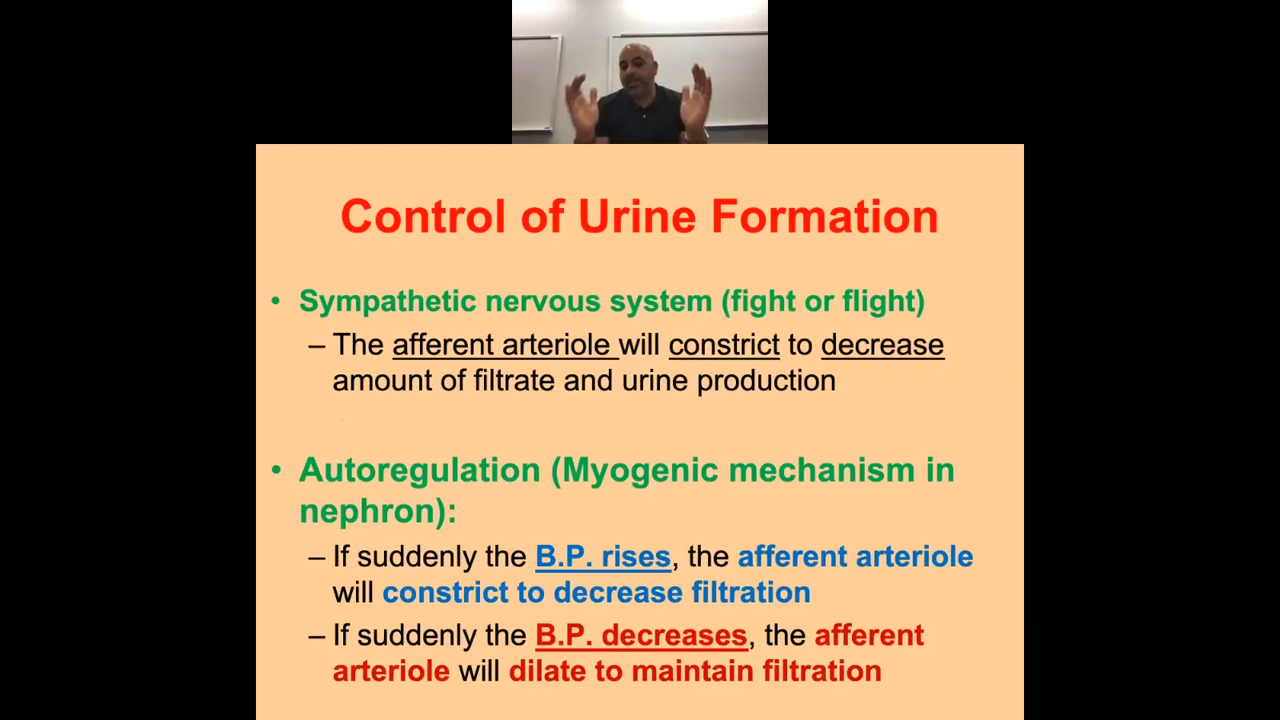 Control of Urine Formation
• Sympathetic nervous system (fight or flight)
– The afferent arteriole will constrict to decrease
amount of filtrate and urine production
• Autoregulation (Myogenic mechanism in
nephron):
– If suddenly the B.P. rises, the afferent arteriole
will constrict to decrease filtration
– If suddenly the B.P. decreases, the afferent
arteriole will dilate to maintain filtration